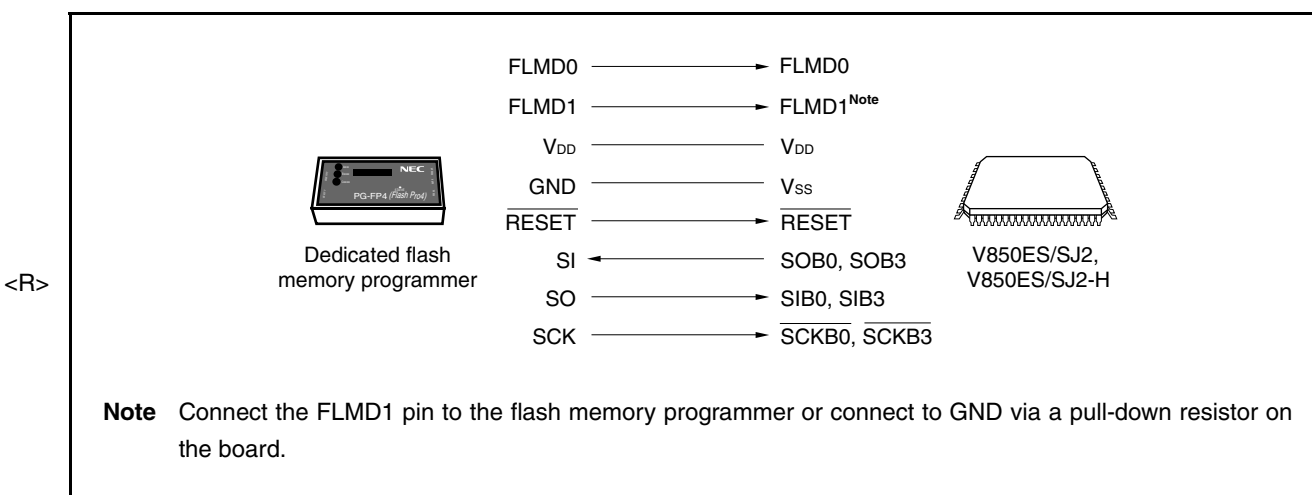 FLMD0 FLMD0
FLMD1 FLMD1Note
VDD VDD
NEC
PG-FP4 (Flash Pro4)
GND VSS
RESET RESET
Dedicated flash
memory programmer
SI SOB0, SOB3
V850ES/SJ2,
V850ES/SJ2-H
<R>
SO SIB0, SIB3
SCK SCKB0, SCKB3
Note Connect the FLMD1 pin to the flash memory programmer or connect to GND via a pull-down resistor on
the board.